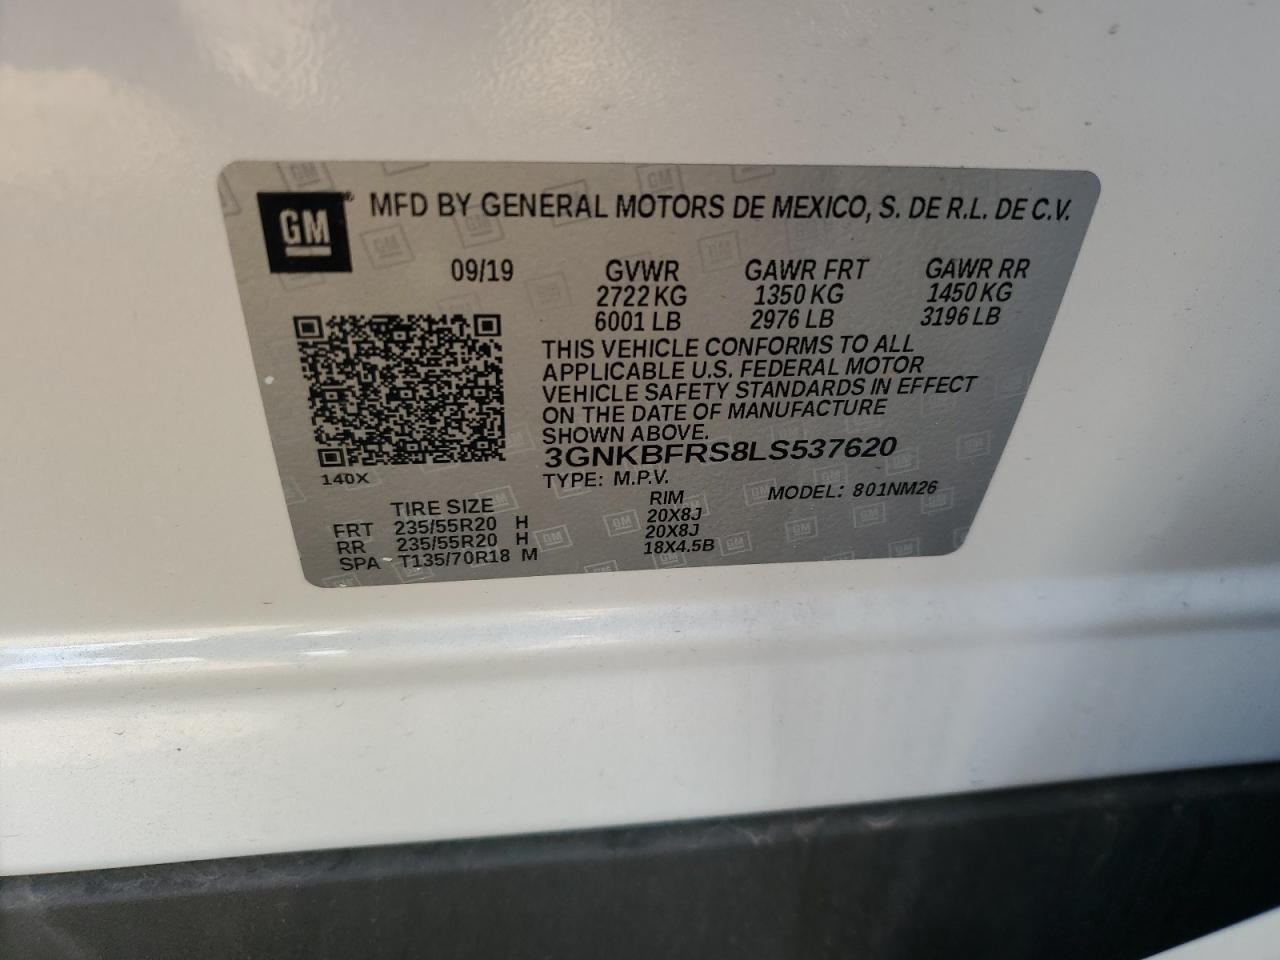 GM® MFD BY GENERAL MOTORS DE MEXICO, S. DE R.L. DE C.V.
09/19 GVWR GAWR FRT GAWR RR
2722 KG 1350 KG 1450 KG
6001 LB 2976 LB 3196 LB
THIS VEHICLE CONFORMS TO ALL
APPLICABLE U.S. FEDERAL MOTOR
VEHICLE SAFETY STANDARDS IN EFFECT
ON THE DATE OF MANUFACTURE
SHOWN ABOVE.
3GNKBFRS8LS537620
140X
TYPE: M.P.V. MODEL: 801NM26
TIRE SIZE RIM
FRT 235/55R20 H 20X8J
RR 235/55R20 H 20X8J
SPA T135/70R18 M 18X4.5B